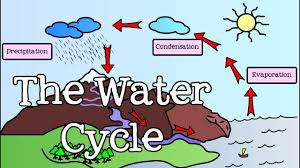 Precipitation
Condensation
Evaporation
The Water
Cycle